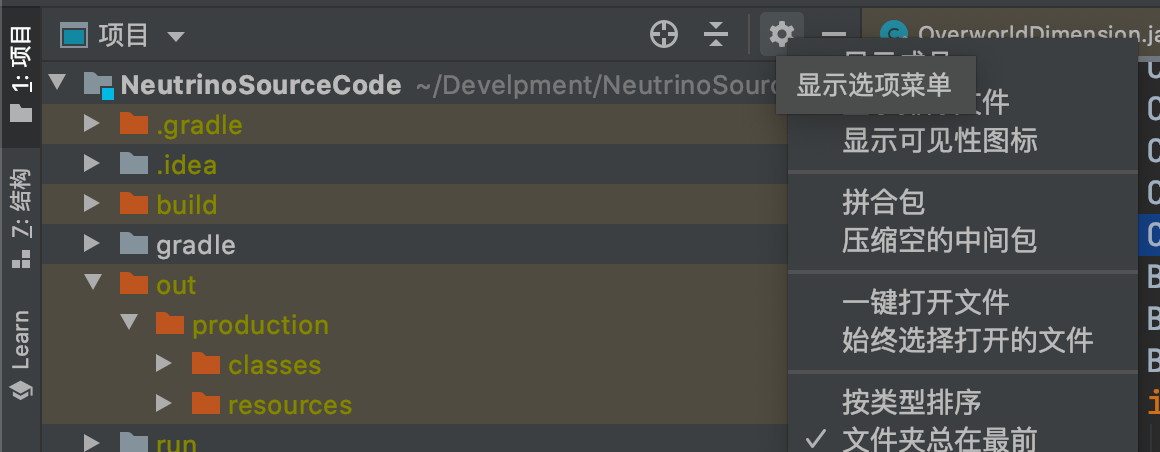 1: 项目
7: 结构
Learn
项目
OverworldDimension.ja
NeutrinoSourceCode ~/Develpment/NeutrinoSourc
.gradle
.idea
build
gradle
out
production
classes
resources
run
显示选项菜单
文件
显示可见性图标
拼合包
压缩空的中间包
一键打开文件
始终选择打开的文件
按类型排序
✓ 文件夹总在最前
C
C
C
C
C
B
B
B
i